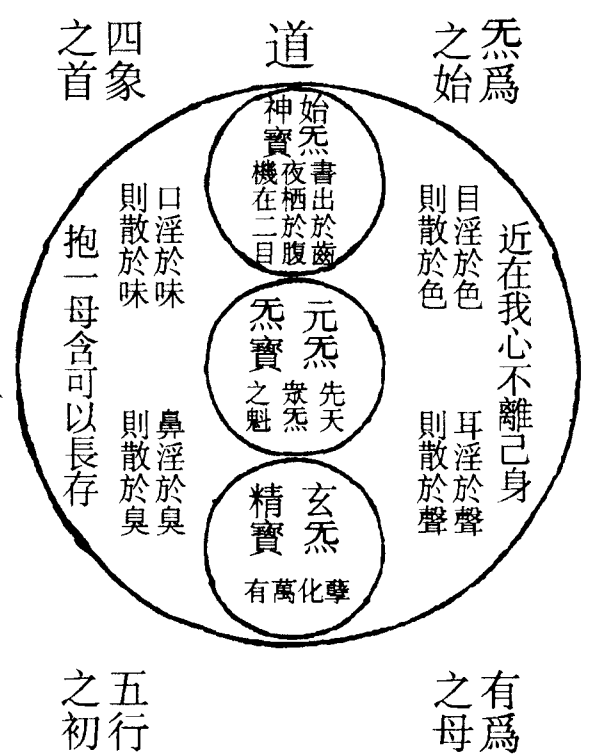 道
炁爲
之始
四象
之首
始炁
神寶
書出於齒
夜栖於腹
機在二目
元炁
炁寶
先天
衆炁
之魁
玄炁
精寶
孽化萬有
近在我心不離己身
目淫於色
則散於色
耳淫於聲
則散於聲
口淫於味
則散於味
鼻淫於臭
則散於臭
抱一母含可以長存
有爲
之母
五行
之初